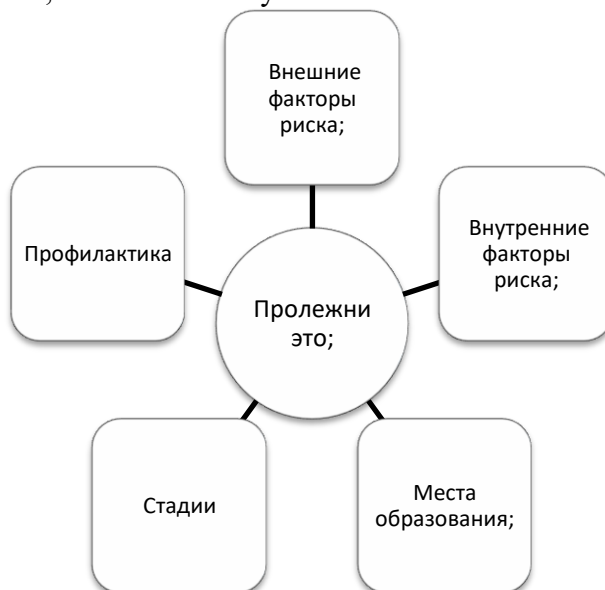 Внешние
факторы
риска;
Внутренние
факторы
риска;
Профилактика
Пролежни
это;
Стадии
Места
образования;